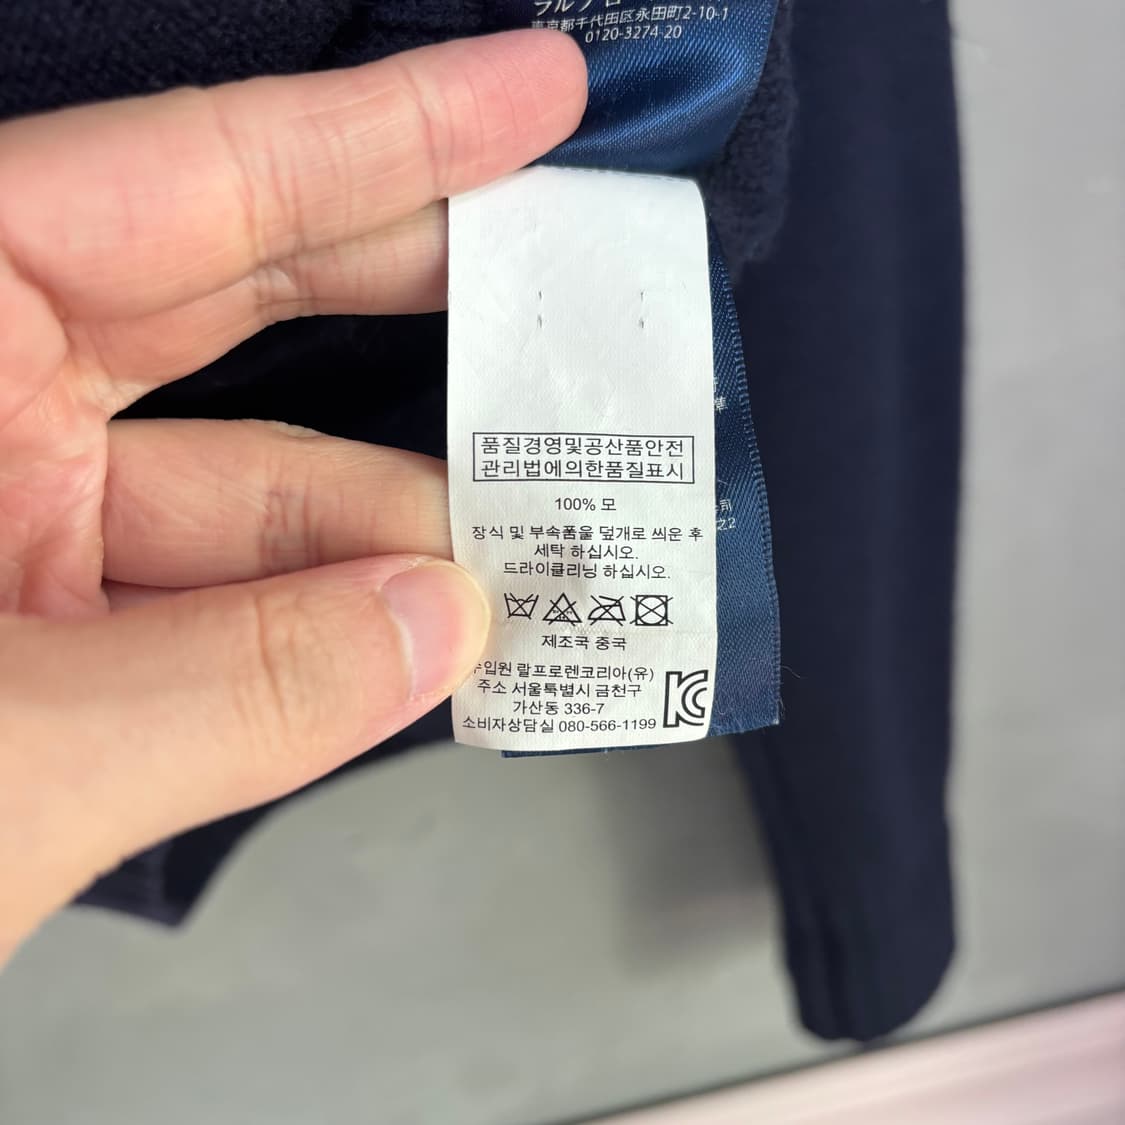 東京都千代田区永田町2-10-1
0120-3274-20
품질경영및공산품안전
관리법에의한품질표시
100% 모
장식 및 부속품을 덮개로 씌운 후
세탁 하십시오.
드라이클리닝 하십시오.
제조국 중국
수입원 랄프로렌코리아(유)
주소 서울특별시 금천구
가산동 336-7
소비자상담실 080-566-1199
KC